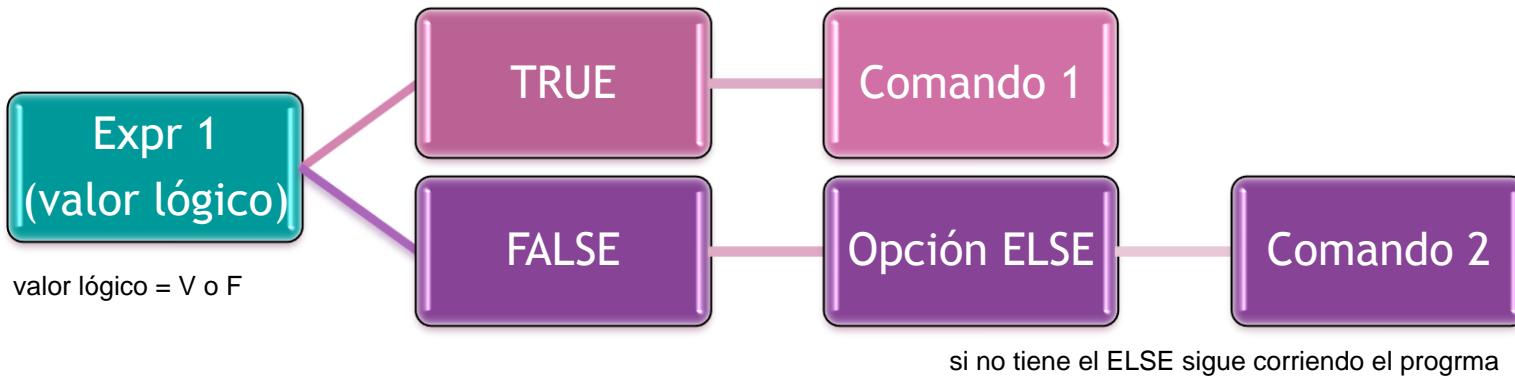 TRUE
Comando 1
Expr 1
(valor lógico)
FALSE
Opción ELSE
Comando 2
valor lógico = V o F
si no tiene el ELSE sigue corriendo el progrma